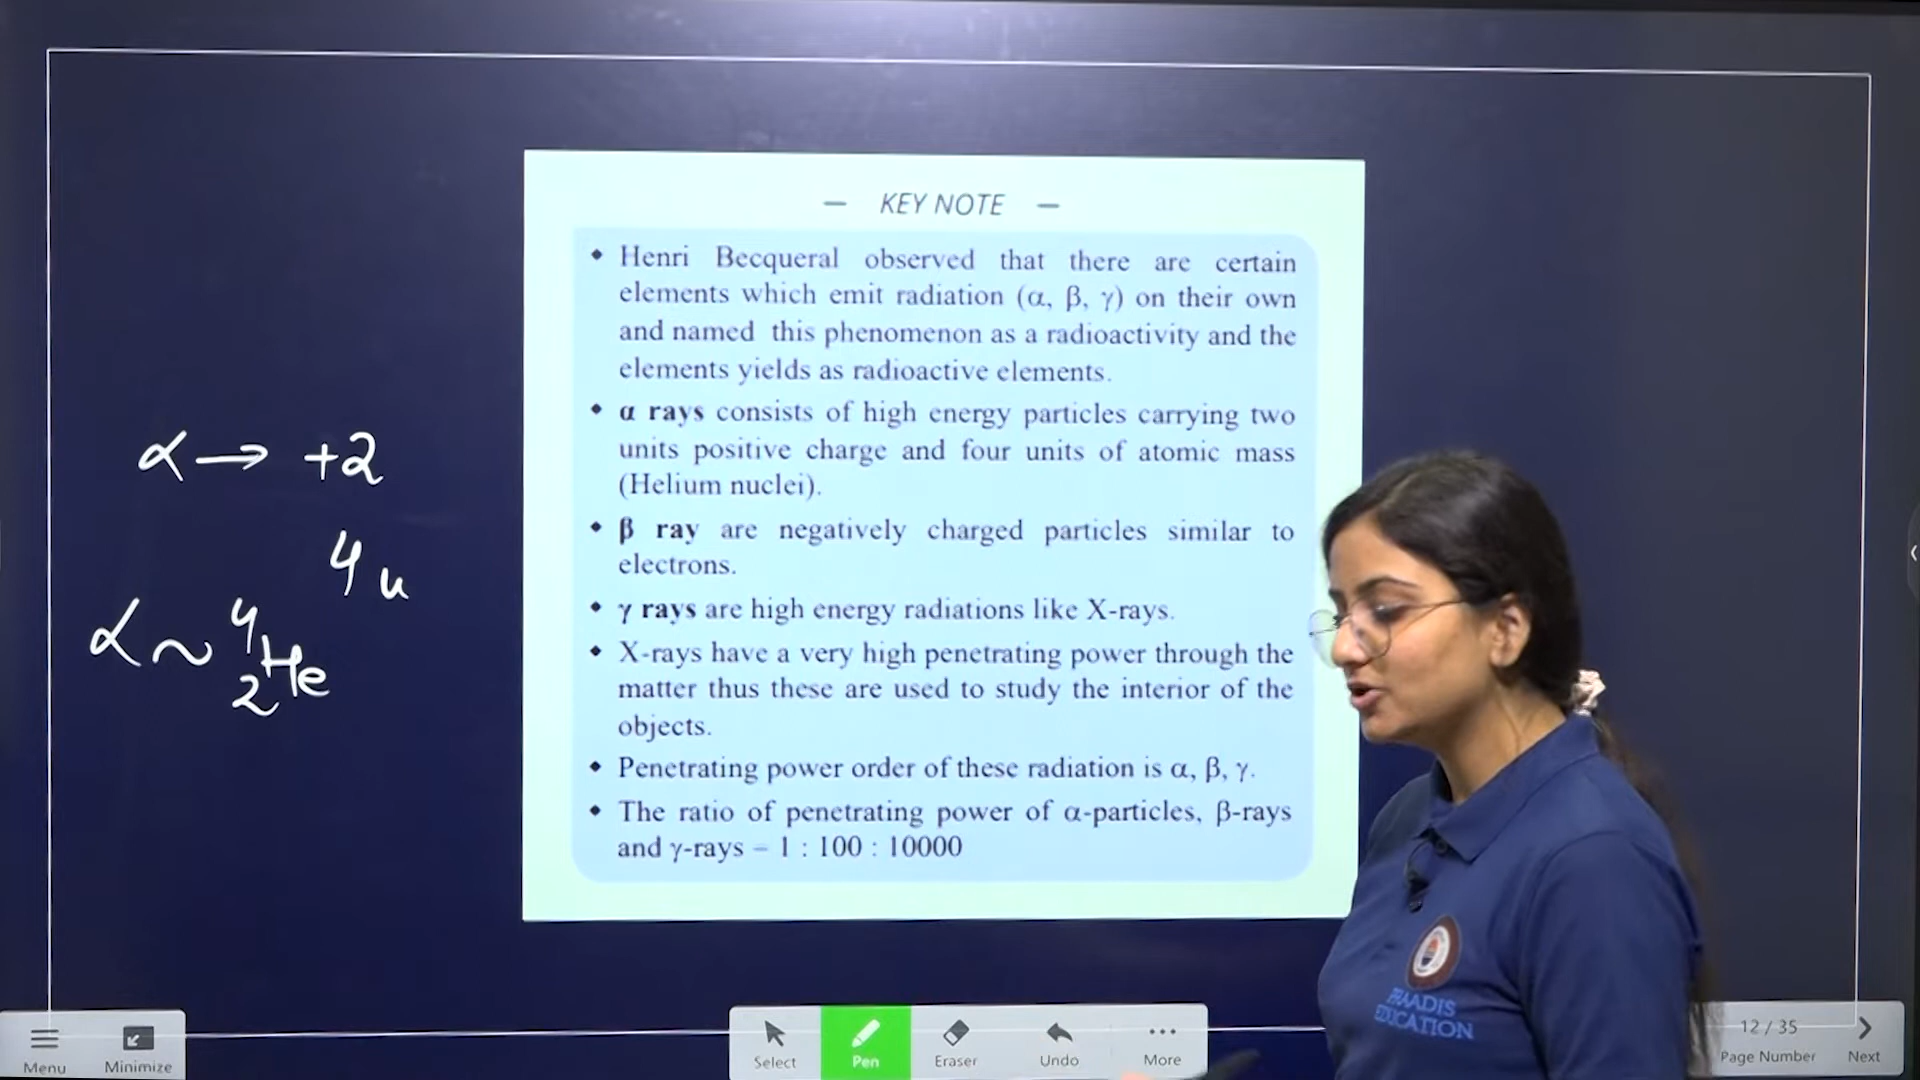 — KEY NOTE —
• Henri Becqueral observed that there are certain
elements which emit radiation (α, β, γ) on their own
and named this phenomenon as a radioactivity and the
elements yields as radioactive elements.
• α rays consists of high energy particles carrying two
units positive charge and four units of atomic mass
(Helium nuclei).
• β ray are negatively charged particles similar to
electrons.
• γ rays are high energy radiations like X-rays.
• X-rays have a very high penetrating power through the
matter thus these are used to study the interior of the
objects.
• Penetrating power order of these radiation is α, β, γ.
• The ratio of penetrating power of α-particles, β-rays
and γ-rays – 1 : 100 : 10000
α → +2
4 u
α ~ ⁴₂He
PRAADIS
EDUCATION
Menu
Minimize
Select
Pen
Eraser
Undo
More
12 / 35
Page Number
Next